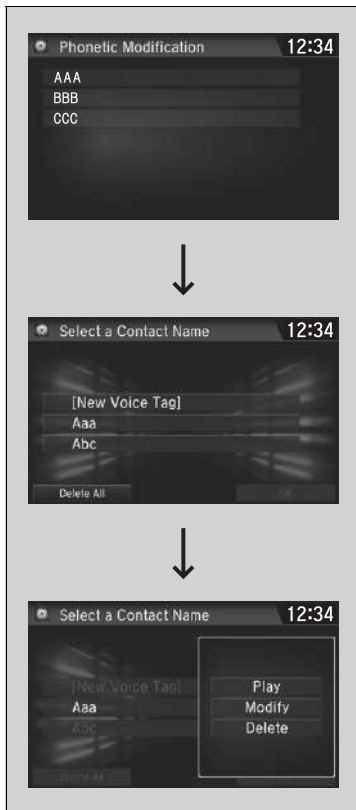 Phonetic Modification 12:34
AAA
BBB
CCC
Select a Contact Name 12:34
[New Voice Tag]
Aaa
Abc
Delete All OK
Select a Contact Name 12:34
[New Voice Tag] Play
Aaa Modify
Abc Delete
Delete All